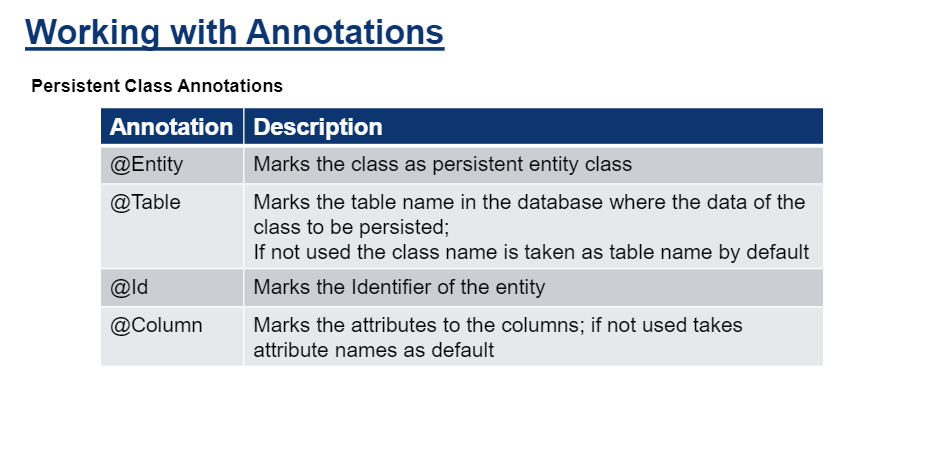 Working with Annotations
Persistent Class Annotations
Annotation Description
@Entity Marks the class as persistent entity class
@Table Marks the table name in the database where the data of the
class to be persisted;
If not used the class name is taken as table name by default
@Id Marks the Identifier of the entity
@Column Marks the attributes to the columns; if not used takes
attribute names as default